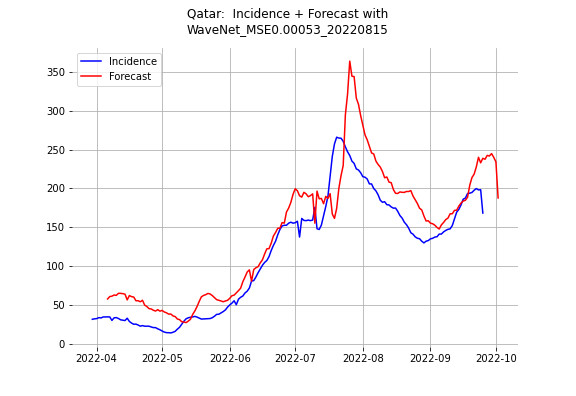 Qatar:  Incidence + Forecast with
WaveNet_MSE0.00053_20220815
Incidence
Forecast
350
300
250
200
150
100
50
0
2022-04 2022-05 2022-06 2022-07 2022-08 2022-09 2022-10